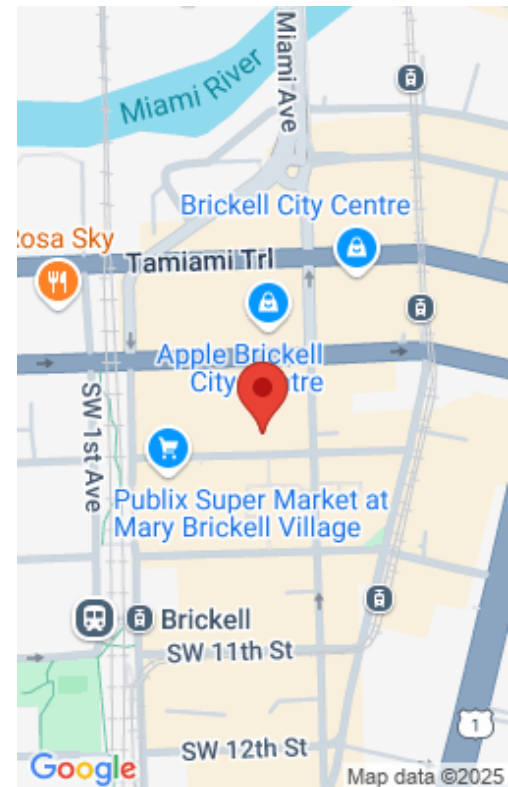 Miami River
Miami Ave
Brickell City Centre
Rosa Sky
Tamiami Trl
Apple Brickell
City
tre
SW 1st Ave
Publix Super Market at
Mary Brickell Village
Brickell
SW 11th St
1
SW 12th St
Google
Map data ©2025